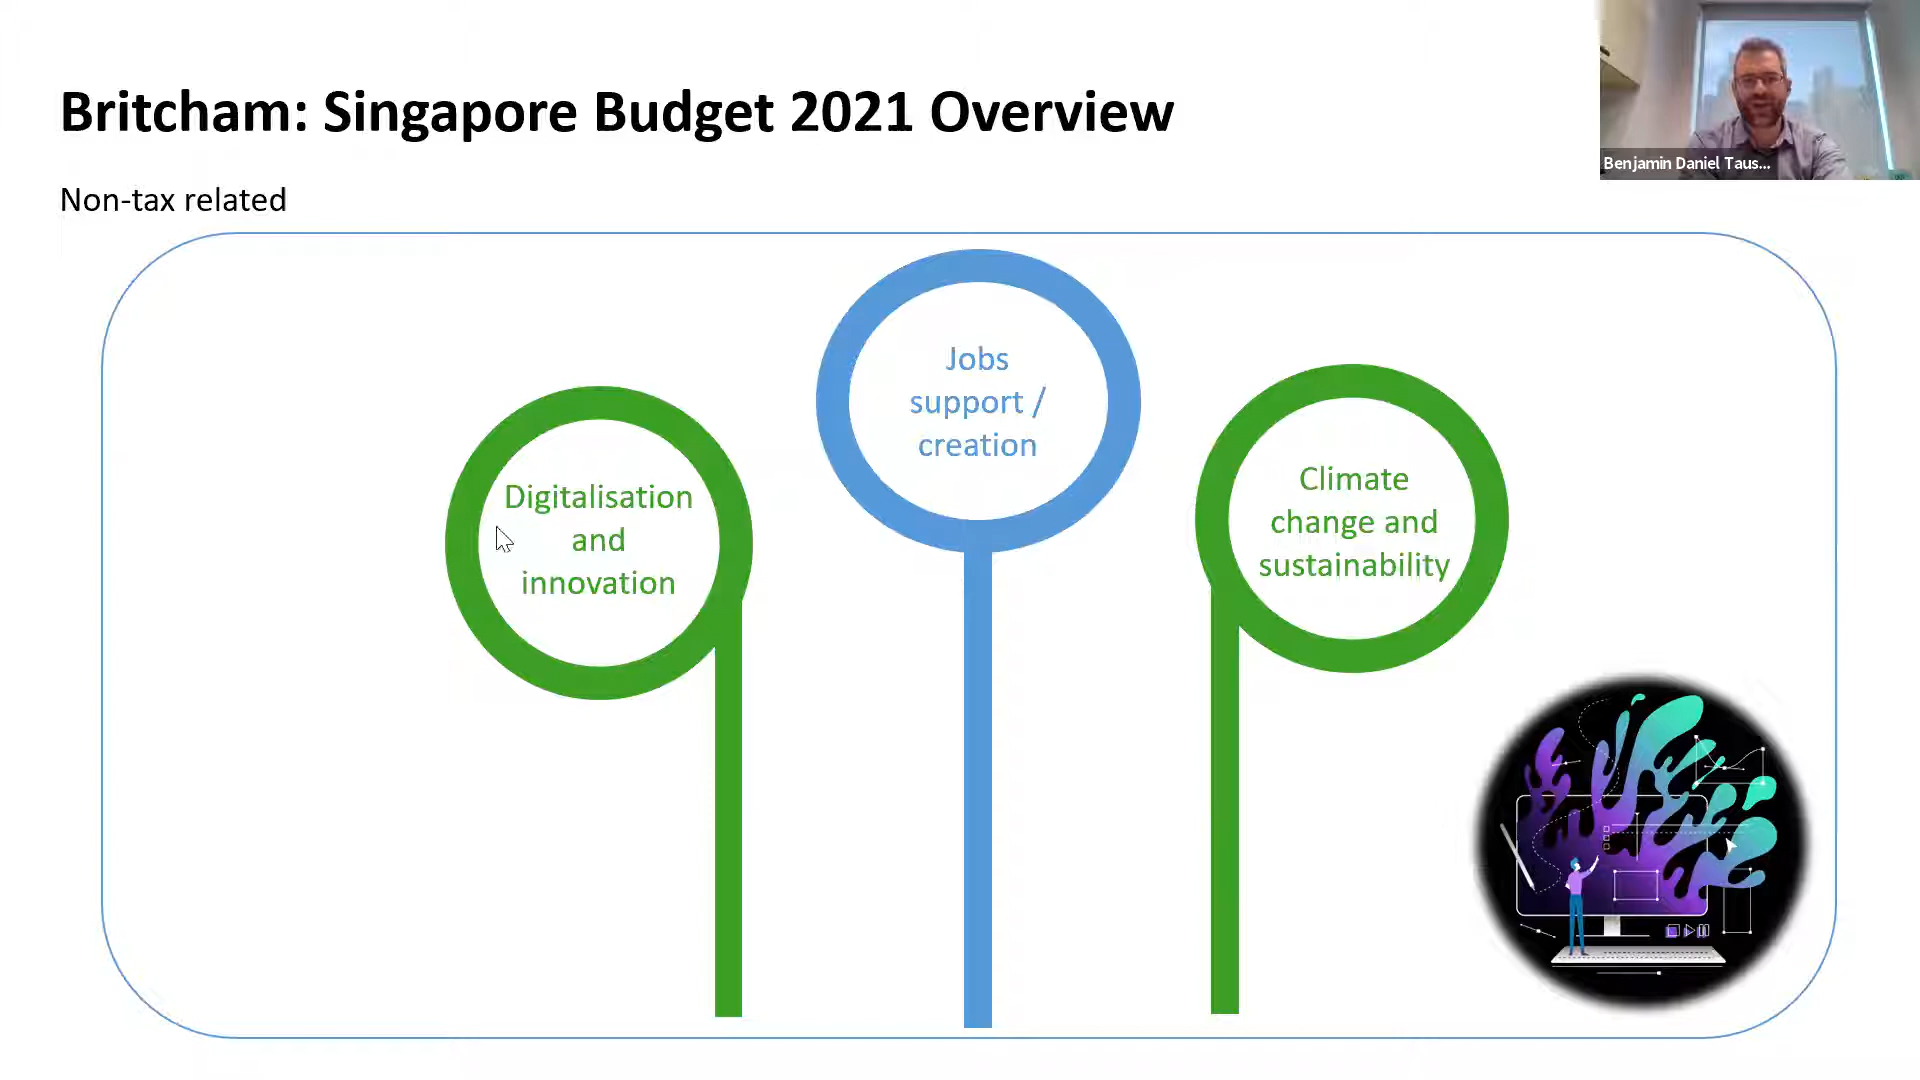 Britcham: Singapore Budget 2021 Overview
Benjamin Daniel Taus...
Non-tax related
Jobs
support /
creation
Digitalisation
and
innovation
Climate
change and
sustainability